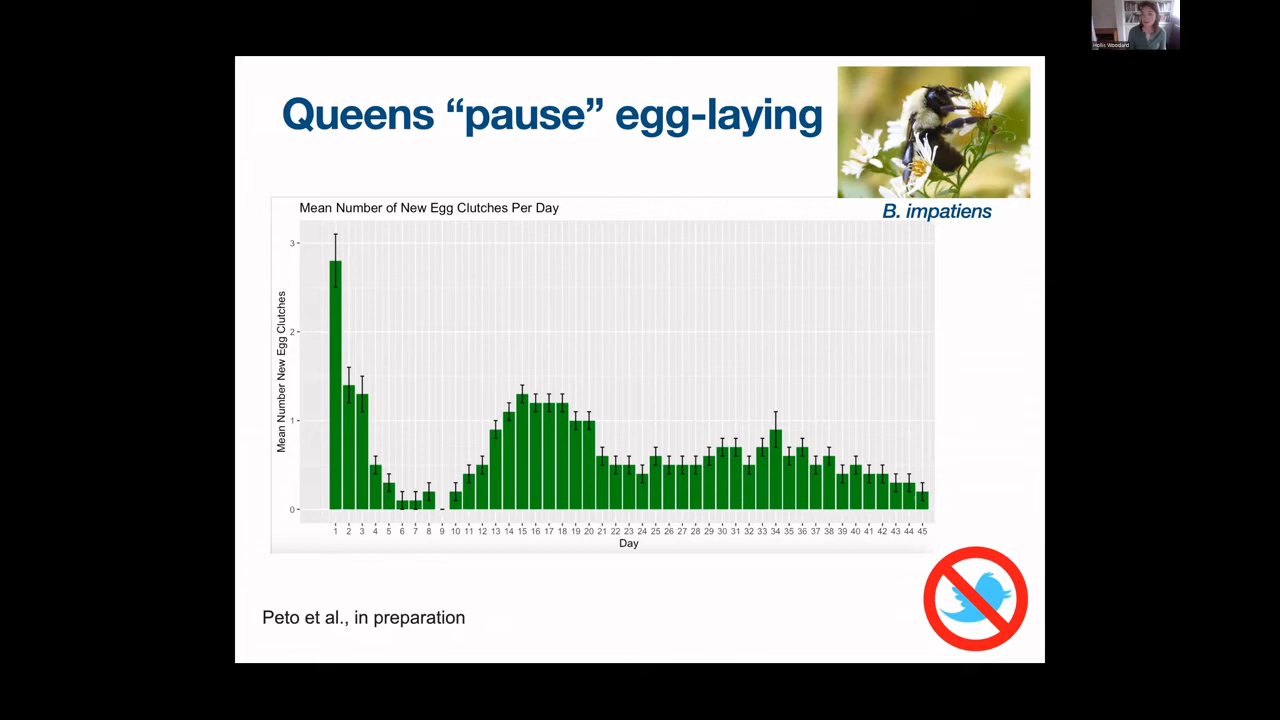 Hollis Woodard
Queens “pause” egg-laying
B. impatiens
Mean Number of New Egg Clutches Per Day
Mean Number New Egg Clutches
3
2
1
0
1 2 3 4 5 6 7 8 9 10 11 12 13 14 15 16 17 18 19 20 21 22 23 24 25 26 27 28 29 30 31 32 33 34 35 36 37 38 39 40 41 42 43 44 45
Day
Peto et al., in preparation